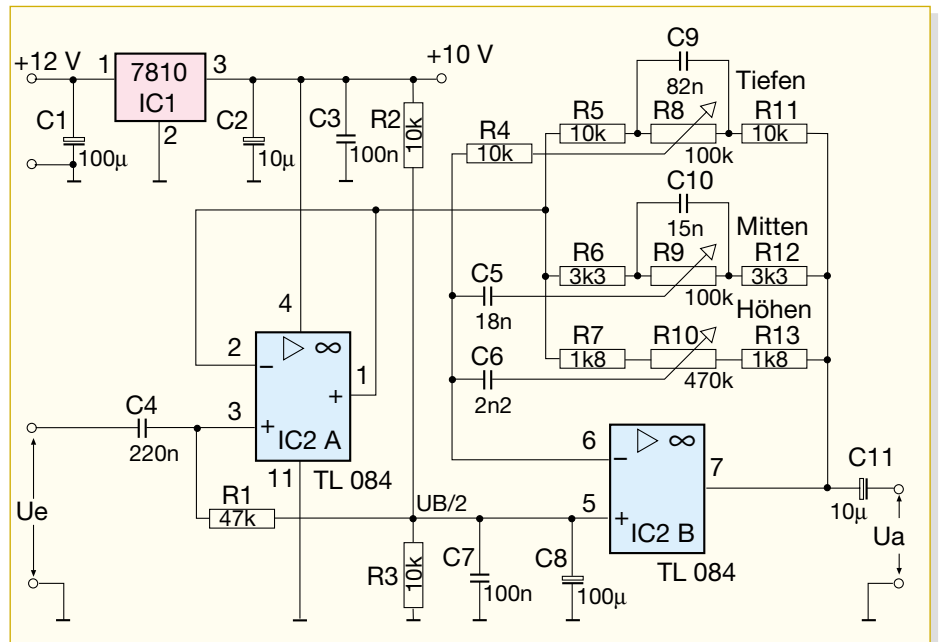 +12 V
1
7810
IC1
3
2
+10 V
C1
100µ
C2
10µ
C3
100n
R2
10k
C9
82n
Tiefen
R5
10k
R8
100k
R11
10k
R4
10k
C10
15n
Mitten
R6
3k3
R9
100k
R12
3k3
C5
18n
Höhen
R7
1k8
R10
470k
R13
1k8
C6
2n2
4
2
▷ ∞
−
1
+
3
+
IC2 A
11
TL 084
C4
220n
Ue
R1
47k
UB/2
R3
10k
C7
100n
C8
100µ
6
▷ ∞
−
7
5
+
IC2 B
TL 084
C11
10µ
Ua